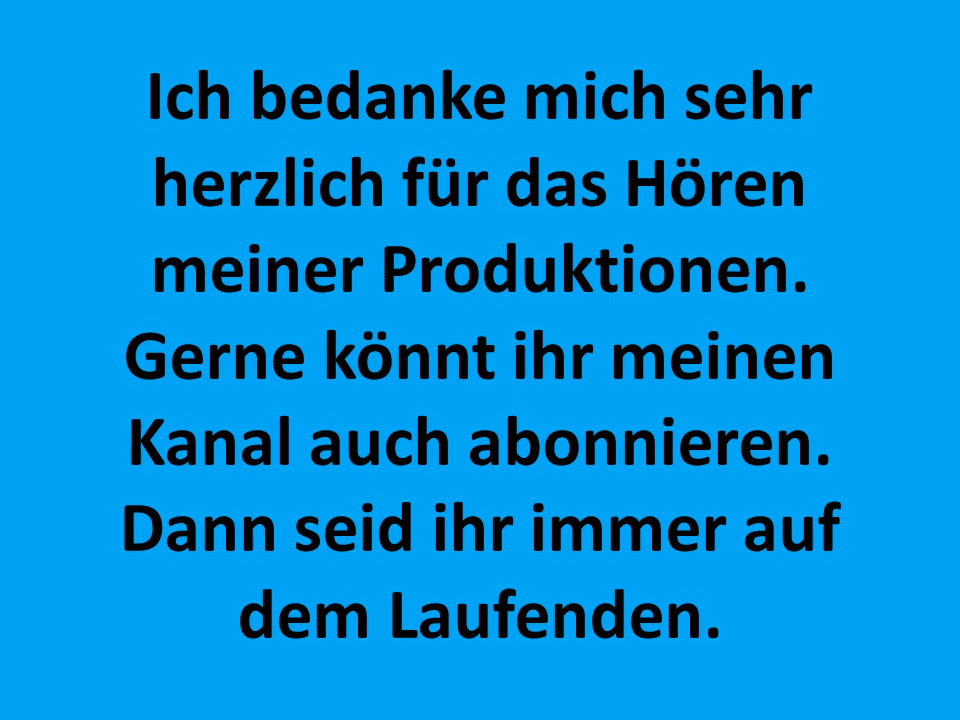 Ich bedanke mich sehr
herzlich für das Hören
meiner Produktionen.
Gerne könnt ihr meinen
Kanal auch abonnieren.
Dann seid ihr immer auf
dem Laufenden.